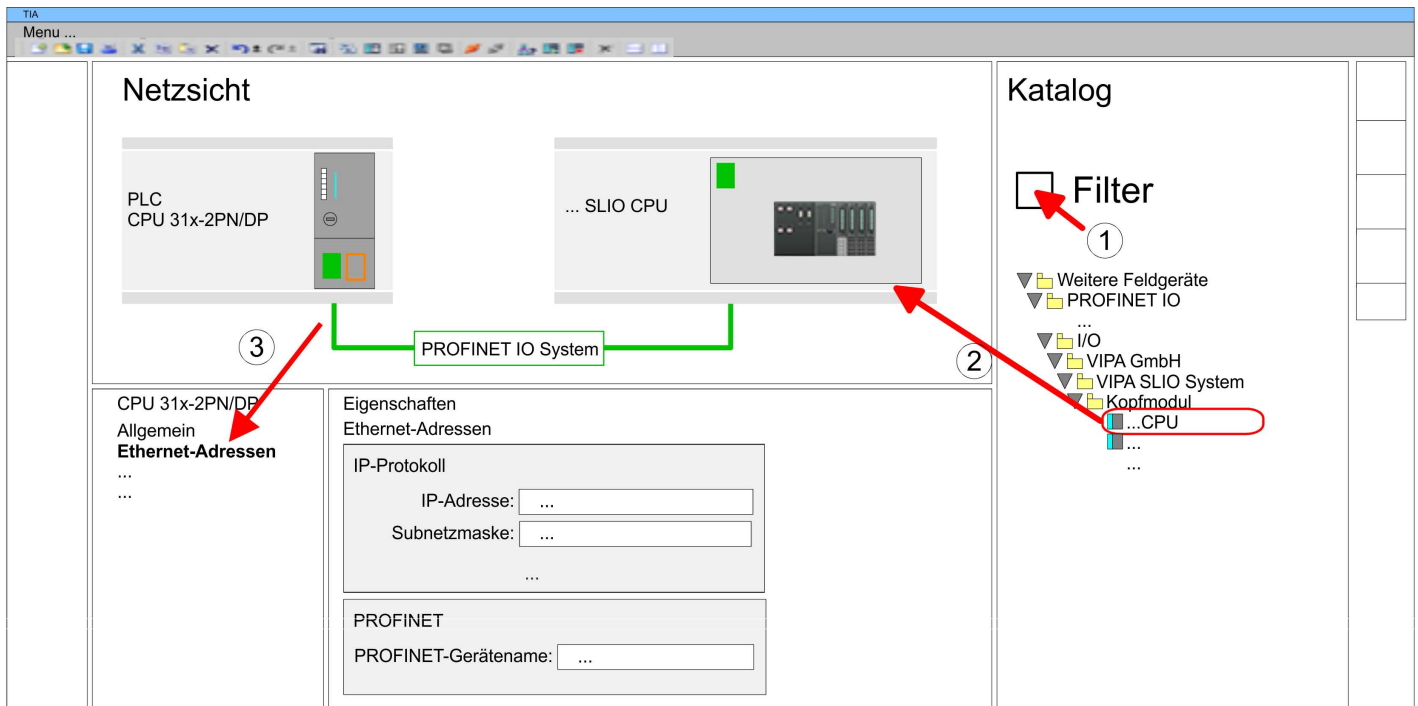 TIA
Menu ...
Netzsicht
PLC
CPU 31x-2PN/DP
... SLIO CPU
PROFINET IO System
3
2
Katalog
Filter
1
Weitere Feldgeräte
PROFINET IO
...
I/O
VIPA GmbH
VIPA SLIO System
Kopfmodul
...CPU
...
...
CPU 31x-2PN/DP
Allgemein
Ethernet-Adressen
...
...
Eigenschaften
Ethernet-Adressen
IP-Protokoll
IP-Adresse: ...
Subnetzmaske: ...
...
PROFINET
PROFINET-Gerätename: ...